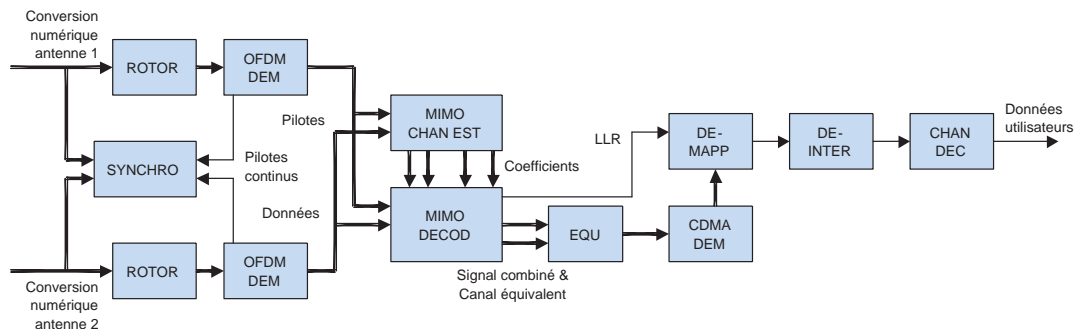 Conversion
numérique
antenne 1
ROTOR
OFDM
DEM
Pilotes
MIMO
CHAN EST
SYNCHRO
Pilotes
continus
Coefficients
LLR
DE-
MAPP
DE-
INTER
CHAN
DEC
Données
utilisateurs
Données
MIMO
DECOD
EQU
CDMA
DEM
ROTOR
OFDM
DEM
Signal combiné &
Canal équivalent
Conversion
numérique
antenne 2